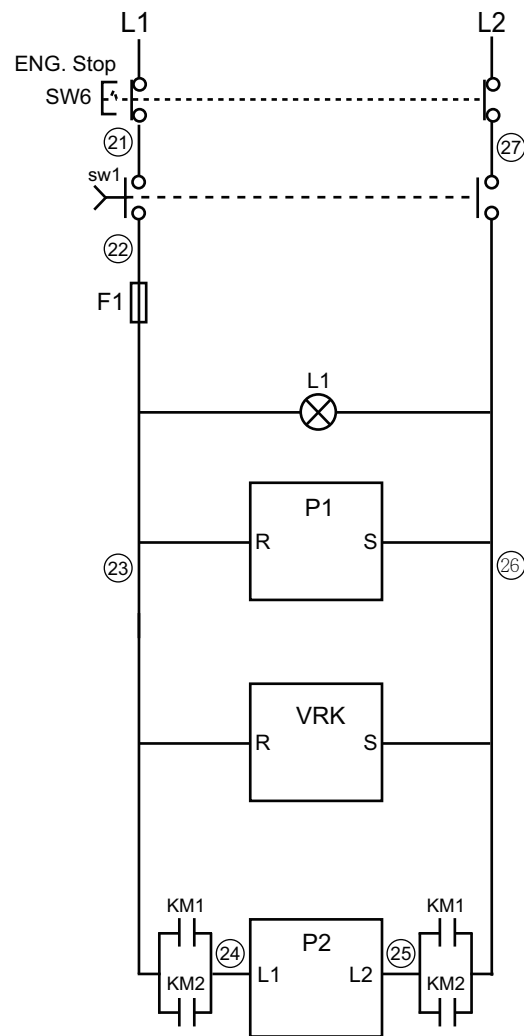 L1 L2
ENG. Stop
SW6
21 27
sw1
22
F1
L1
P1
R S
23 26
VRK
R S
KM1 KM1
24 P2 25
KM2 L1 L2 KM2